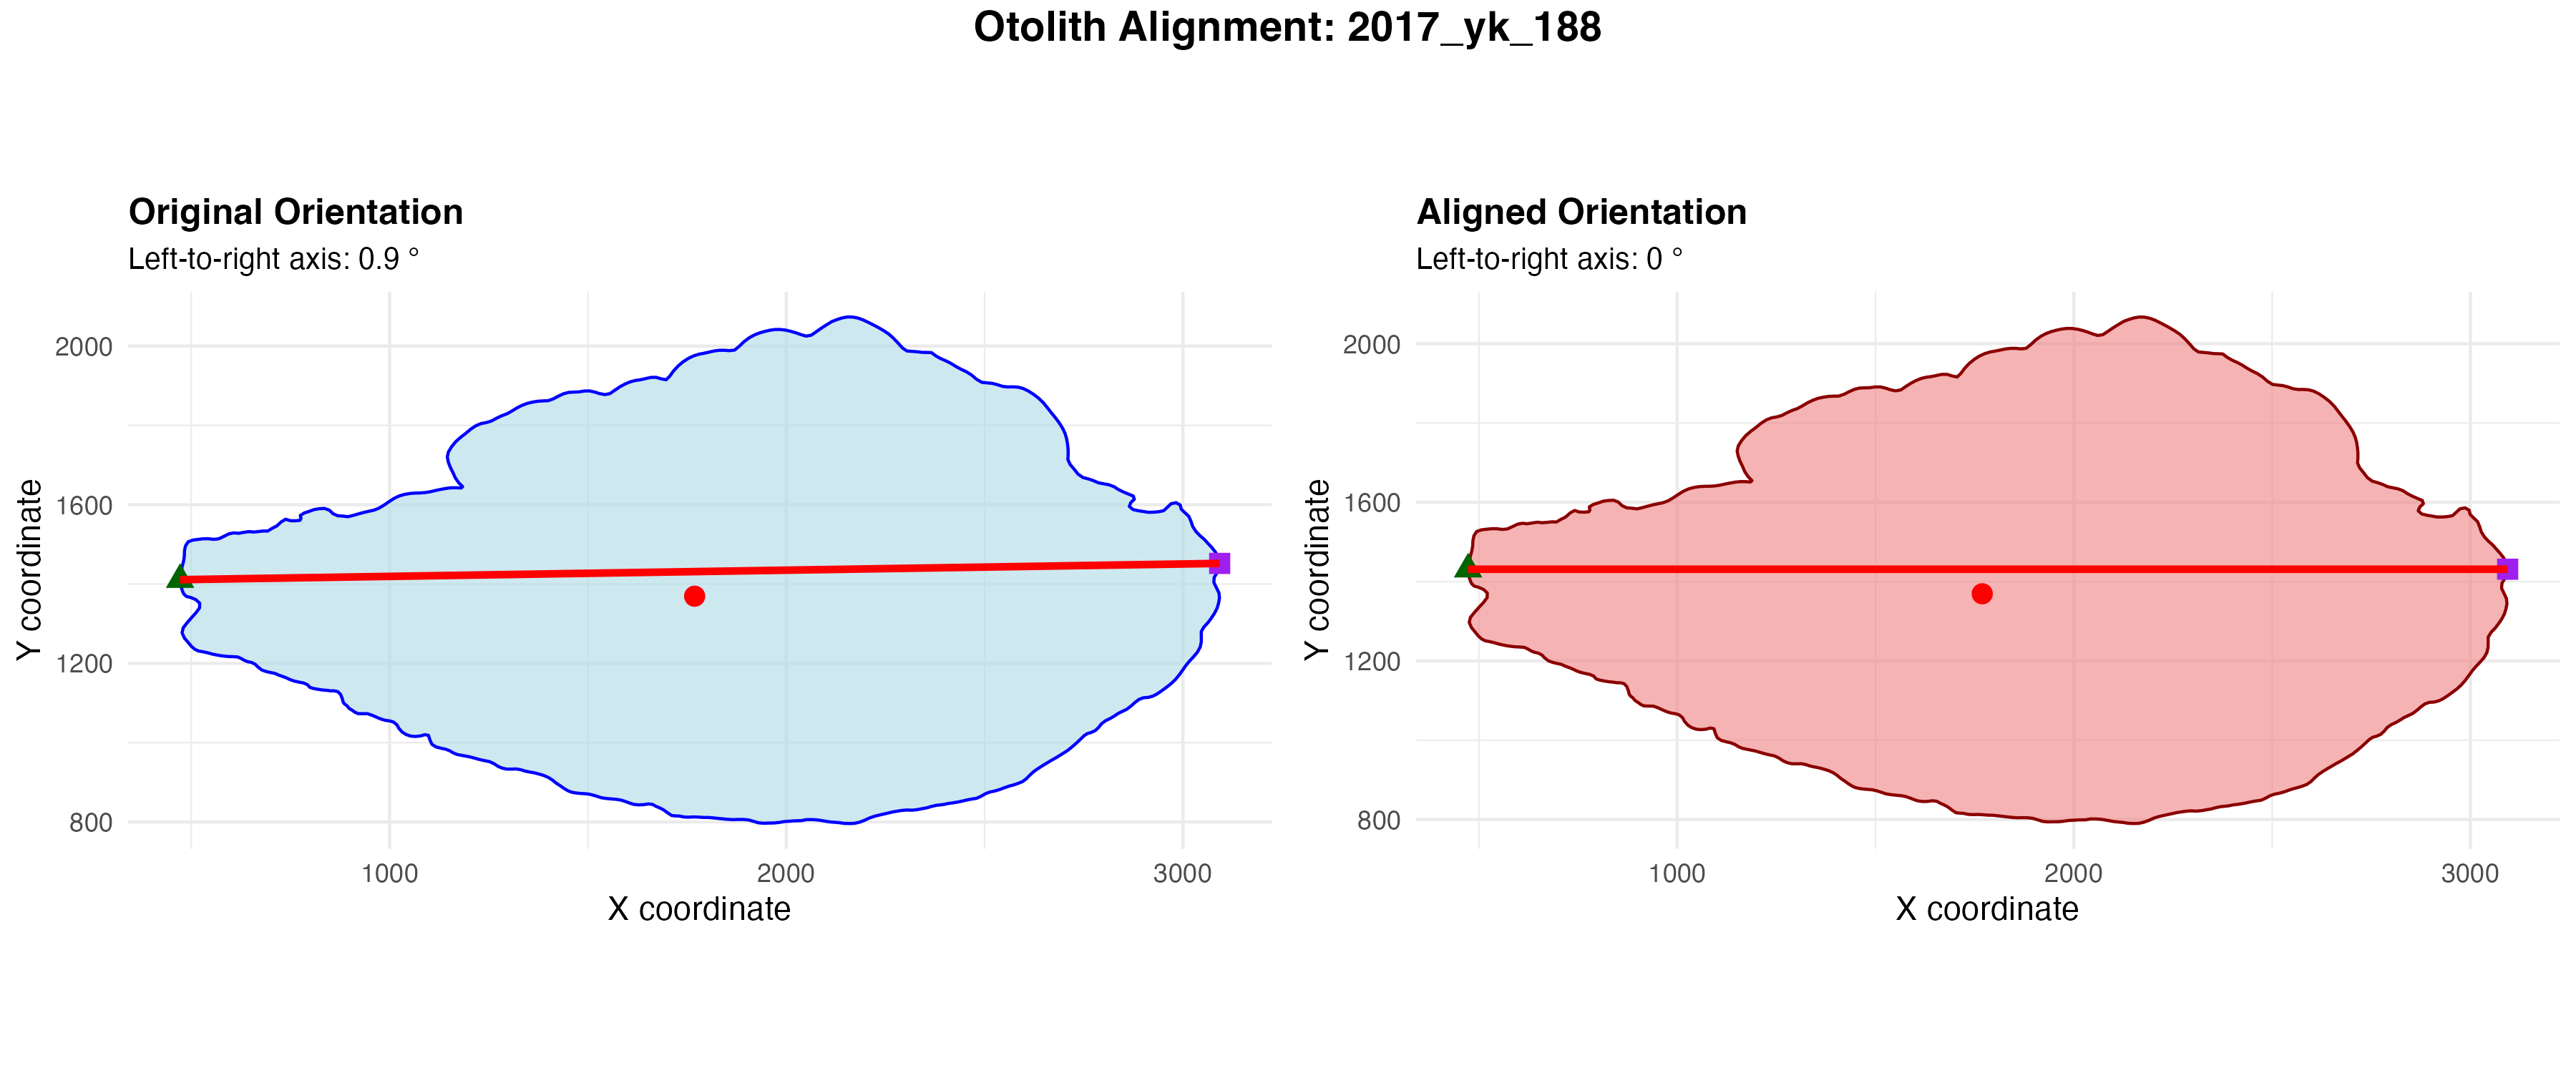 Otolith Alignment: 2017_yk_188
Original Orientation
Left-to-right axis: 0.9 °
2000
1600
1200
800
Y coordinate
1000
2000
3000
X coordinate
Aligned Orientation
Left-to-right axis: 0 °
2000
1600
1200
800
Y coordinate
1000
2000
3000
X coordinate